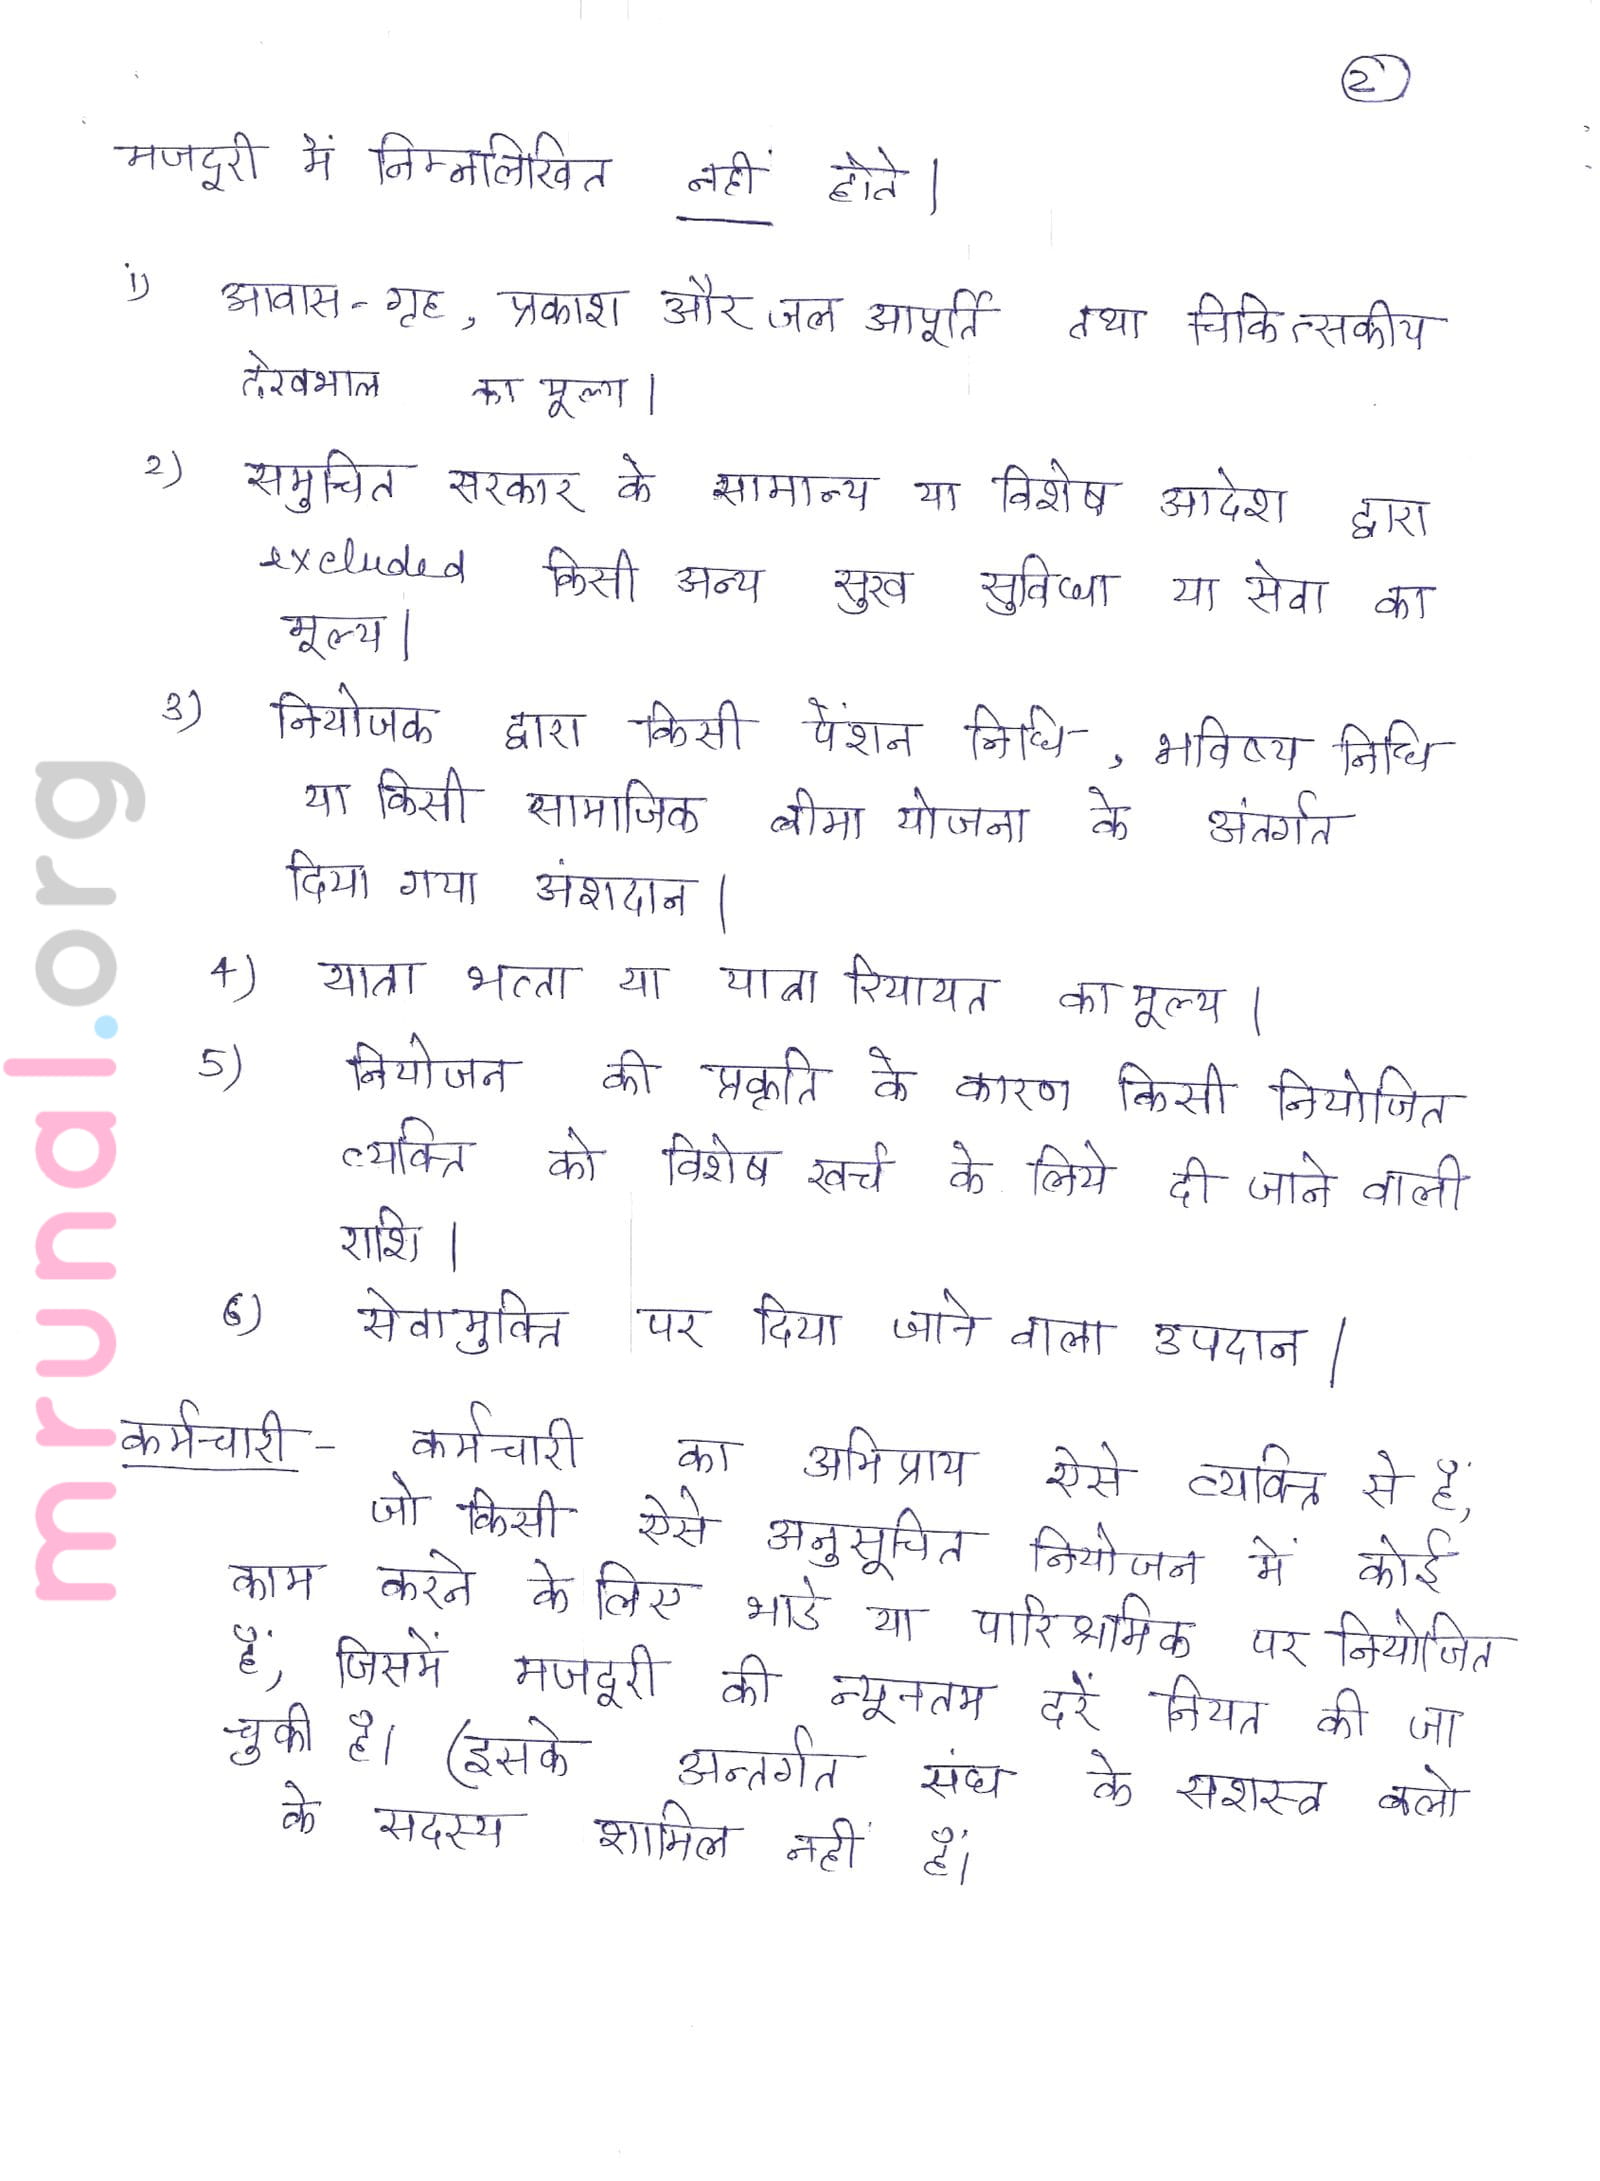 2
मजदूरी में निम्नलिखित नहीं होते।
1) आवास-गृह, प्रकाश और जल आपूर्ति तथा चिकित्सकीय
देखभाल का मूल्य।
2) समुचित सरकार के सामान्य या विशेष आदेश द्वारा
excluded किसी अन्य सुख सुविधा या सेवा का
मूल्य।
3) नियोजक द्वारा किसी पेंशन निधि, भविष्य निधि
या किसी सामाजिक बीमा योजना के अंतर्गत
दिया गया अंशदान।
4) यात्रा भत्ता या यात्रा रियायत का मूल्य।
5) नियोजन की प्रकृति के कारण किसी नियोजित
व्यक्ति को विशेष खर्च के लिये दी जाने वाली
राशि।
6) सेवामुक्ति पर दिया जाने वाला उपदान।
कर्मचारी - कर्मचारी का अभिप्राय ऐसे व्यक्ति से हैं,
जो किसी ऐसे अनुसूचित नियोजन में कोई
काम करने के लिए भाडे या पारिश्रमिक पर नियोजित
हैं, जिसमें मजदूरी की न्यूनतम दरें नियत की जा
चुकी है। (इसके अन्तर्गत संघ के सशस्त्र बलो
के सदस्य शामिल नहीं हैं।
mrunal.org